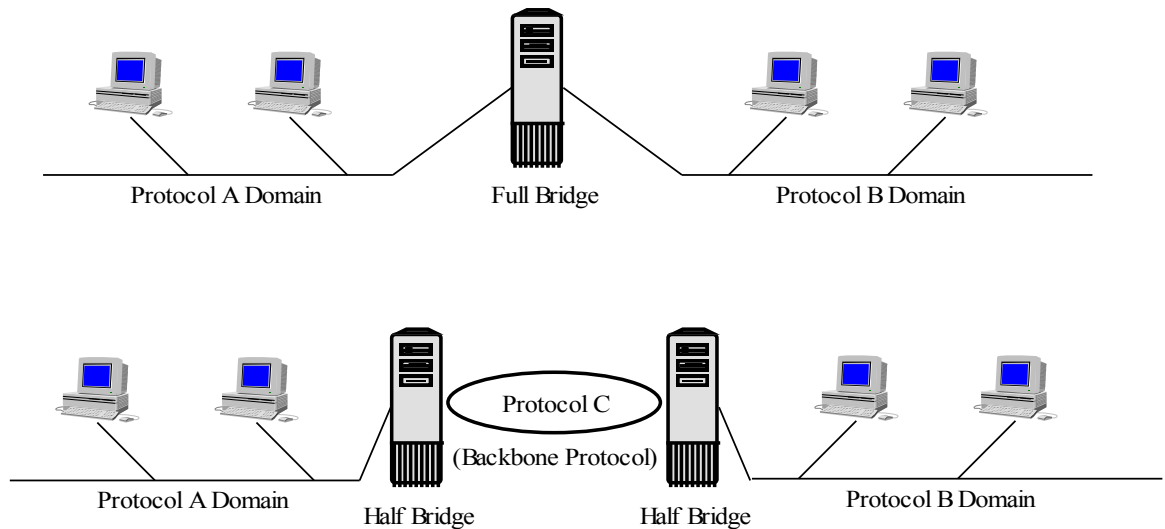 Protocol A Domain
Full Bridge
Protocol B Domain
Protocol C
(Backbone Protocol)
Protocol A Domain
Half Bridge
Half Bridge
Protocol B Domain